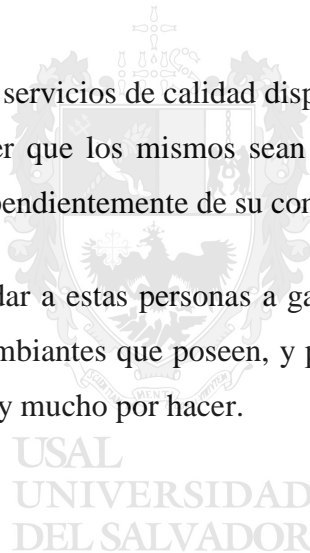 servicios de calidad disp
er que los mismos sean
pendientemente de su con
dar a estas personas a ga
mbiantes que poseen, y p
y mucho por hacer.
USAL
UNIVERSIDAD
DEL SALVADOR